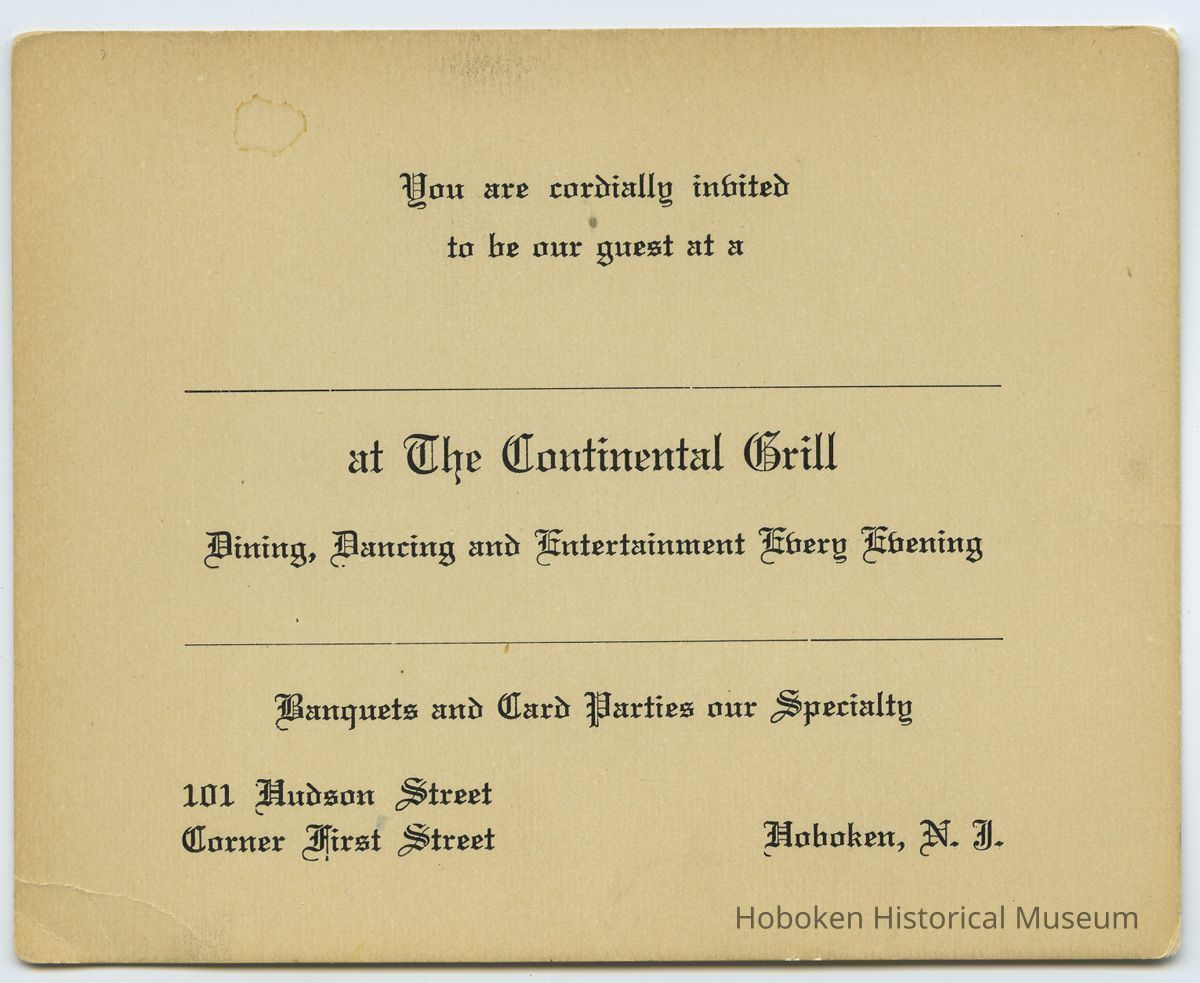 You are cordially invited
to be our guest at a
at The Continental Grill
Dining, Dancing and Entertainment Every Evening
Banquets and Card Parties our Specialty
101 Hudson Street
Corner First Street
Hoboken, N. J.
Hoboken Historical Museum